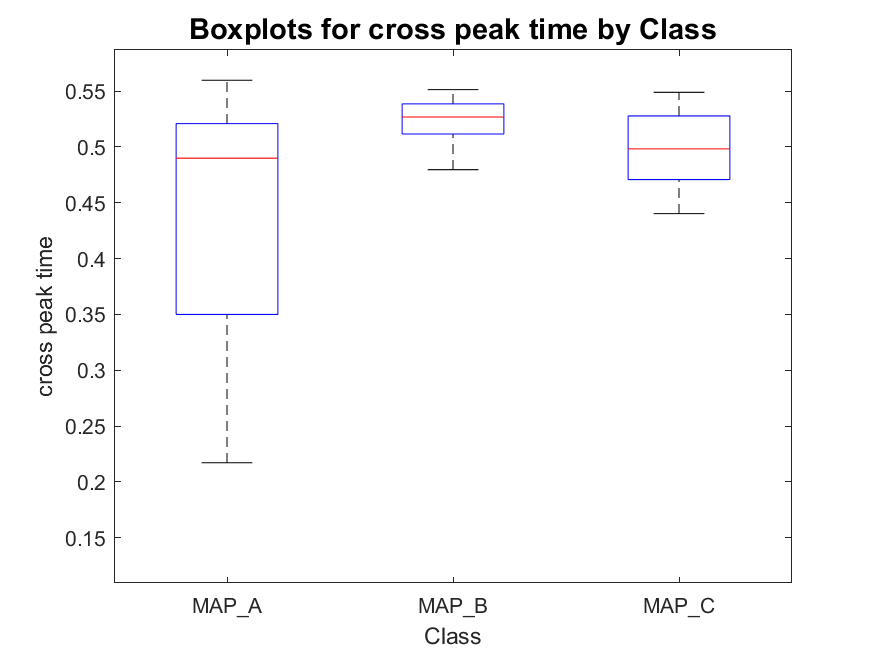 Boxplots for cross peak time by Class
cross peak time
0.55
0.5
0.45
0.4
0.35
0.3
0.25
0.2
0.15
MAP_A MAP_B MAP_C
Class